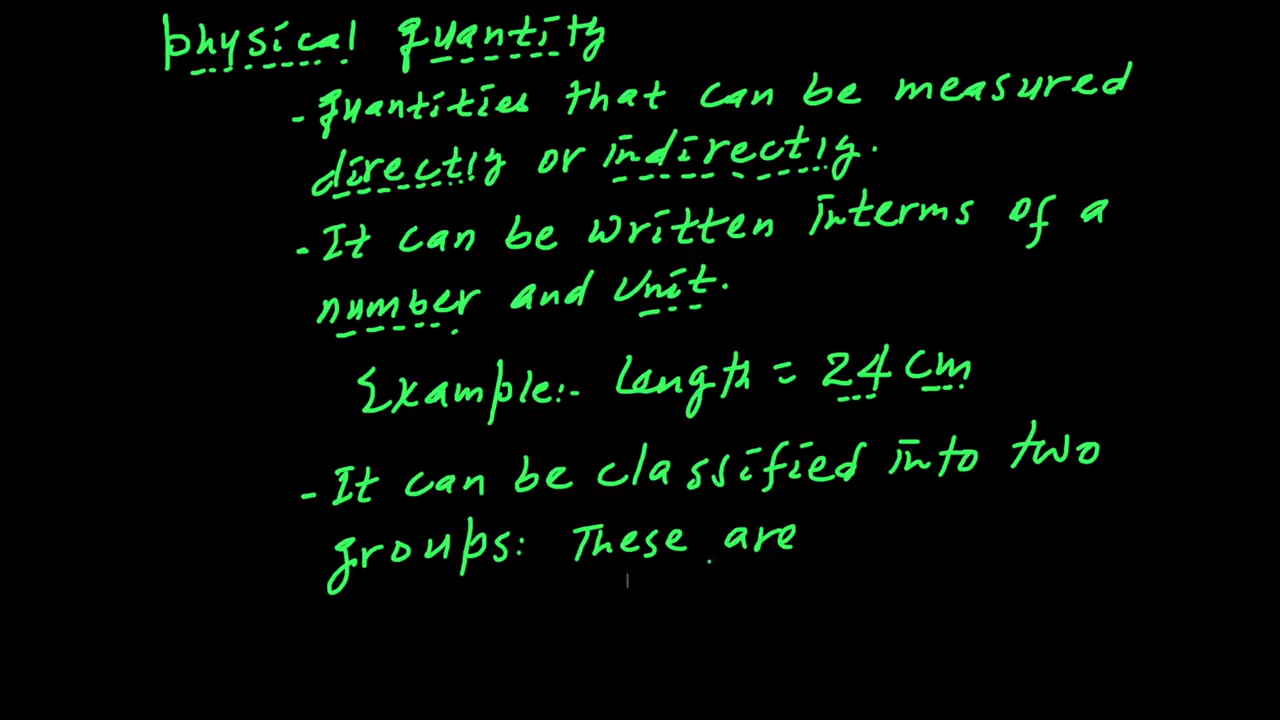 physical quantity
- quantities that can be measured
directly or indirectly.
- It can be written interms of a
number and unit.
Example:- length = 24 cm
- It can be classified into two
groups: These are